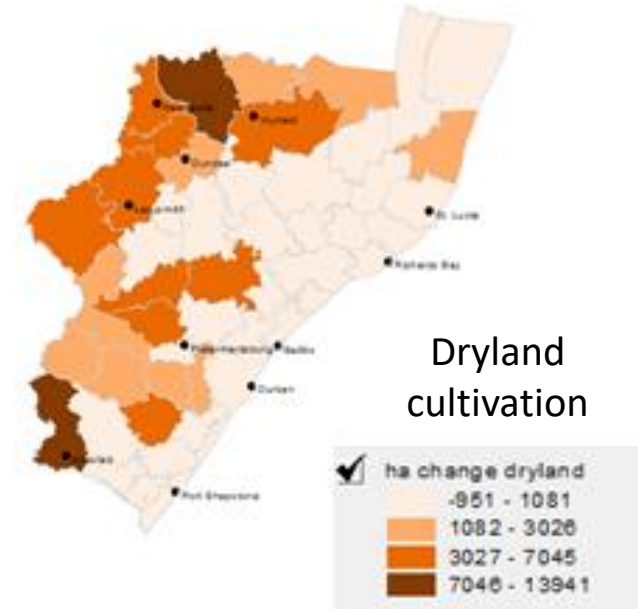 Newcastle
Vryheid
Dundee
Ladysmith
St. Lucia
Richards Bay
Pietermaritzburg
Ballito
Durban
Port Shepstone
Dryland
cultivation
ha change dryland
-951 - 1081
1082 - 3026
3027 - 7045
7046 - 13941